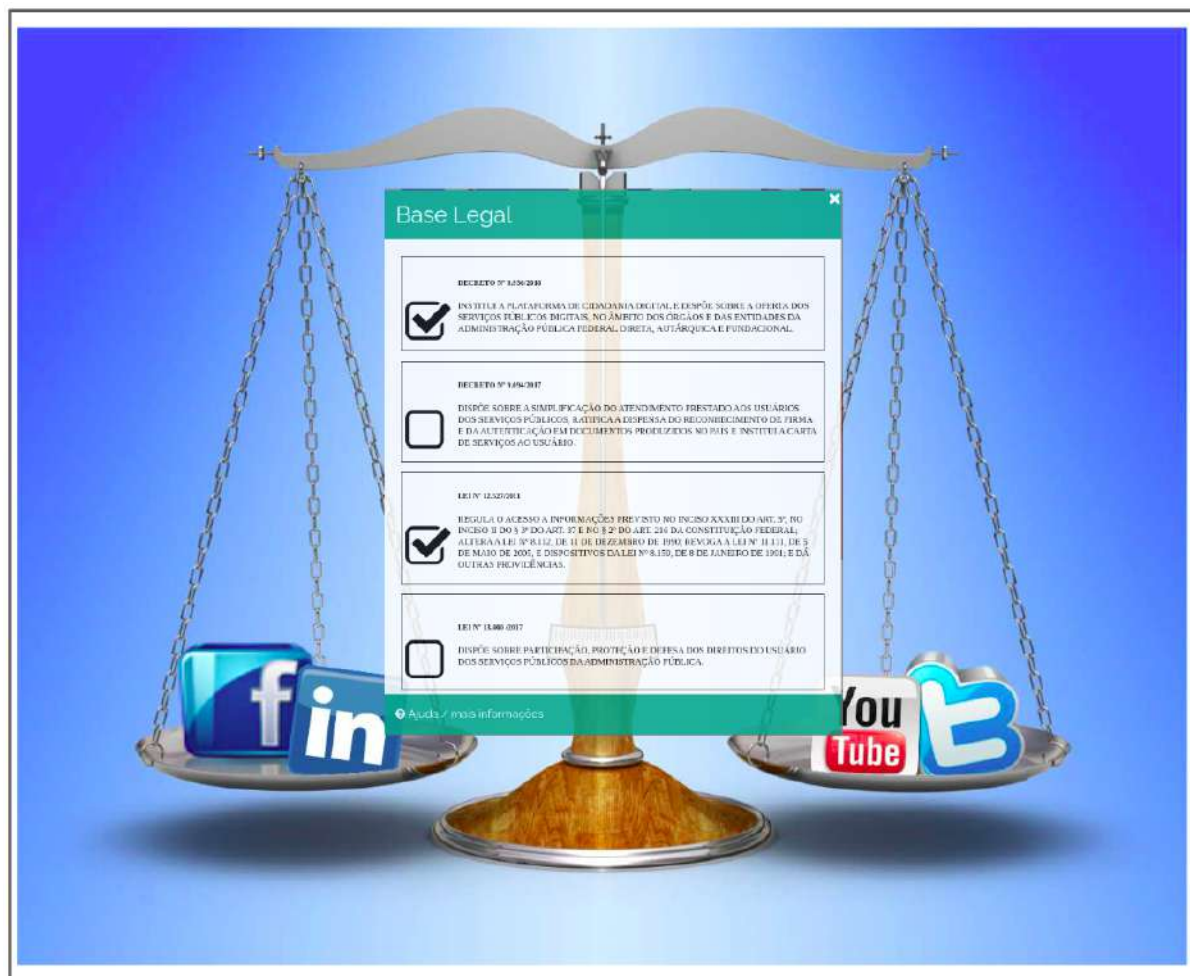 Base Legal
DECRETO Nº
INSTITUI A PLATAFORMA DE CIDADANIA DIGITAL E DISPÕE SOBRE A OFERTA DOS
SERVIÇOS PÚBLICOS DIGITAIS, NO ÂMBITO DOS ÓRGÃOS E DAS ENTIDADES DA
ADMINISTRAÇÃO PÚBLICA FEDERAL DIRETA, AUTÁRQUICA E FUNDACIONAL.
DECRETO Nº 9.094/2017
DISPÕE SOBRE A SIMPLIFICAÇÃO DO ATENDIMENTO PRESTADO AOS USUÁRIOS
DOS SERVIÇOS PÚBLICOS, RATIFICA A DISPENSA DO RECONHECIMENTO DE FIRMA
E DA AUTENTICAÇÃO EM DOCUMENTOS PRODUZIDOS NO PAÍS E INSTITUI A CARTA
DE SERVIÇOS AO USUÁRIO.
LEI Nº 12.527/2011
REGULA O ACESSO A INFORMAÇÕES PREVISTO NO INCISO XXXIII DO ART. 5º, NO
INCISO II DO § 3º DO ART. 37 E NO § 2º DO ART. 216 DA CONSTITUIÇÃO FEDERAL;
ALTERA A LEI Nº 8.112, DE 11 DE DEZEMBRO DE 1990; REVOGA A LEI Nº 11.111, DE 5
DE MAIO DE 2005, E DISPOSITIVOS DA LEI Nº 8.159, DE 8 DE JANEIRO DE 1991; E DÁ
OUTRAS PROVIDÊNCIAS.
LEI Nº /2017
DISPÕE SOBRE PARTICIPAÇÃO, PROTEÇÃO E DEFESA DOS DIREITOS DO USUÁRIO
DOS SERVIÇOS PÚBLICOS DA ADMINISTRAÇÃO PÚBLICA.
Ajuda / mais informações
f
in
You
Tube